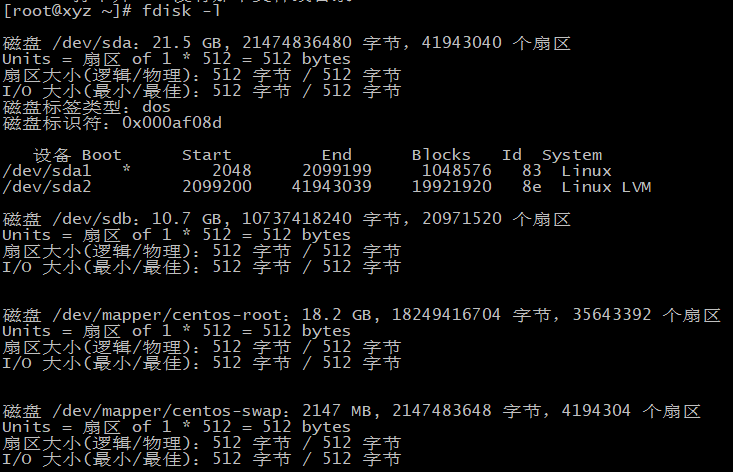 [root@xyz ~]# fdisk -l
磁盘 /dev/sda：21.5 GB, 21474836480 字节，41943040 个扇区
Units = 扇区 of 1 * 512 = 512 bytes
扇区大小(逻辑/物理)：512 字节 / 512 字节
I/O 大小(最小/最佳)：512 字节 / 512 字节
磁盘标签类型：dos
磁盘标识符：0x000af08d
设备 Boot Start End Blocks Id System
/dev/sda1 * 2048 2099199 1048576 83 Linux
/dev/sda2 2099200 41943039 19921920 8e Linux LVM
磁盘 /dev/sdb：10.7 GB, 10737418240 字节，20971520 个扇区
Units = 扇区 of 1 * 512 = 512 bytes
扇区大小(逻辑/物理)：512 字节 / 512 字节
I/O 大小(最小/最佳)：512 字节 / 512 字节
磁盘 /dev/mapper/centos-root：18.2 GB, 18249416704 字节，35643392 个扇区
Units = 扇区 of 1 * 512 = 512 bytes
扇区大小(逻辑/物理)：512 字节 / 512 字节
I/O 大小(最小/最佳)：512 字节 / 512 字节
磁盘 /dev/mapper/centos-swap：2147 MB, 2147483648 字节，4194304 个扇区
Units = 扇区 of 1 * 512 = 512 bytes
扇区大小(逻辑/物理)：512 字节 / 512 字节
I/O 大小(最小/最佳)：512 字节 / 512 字节